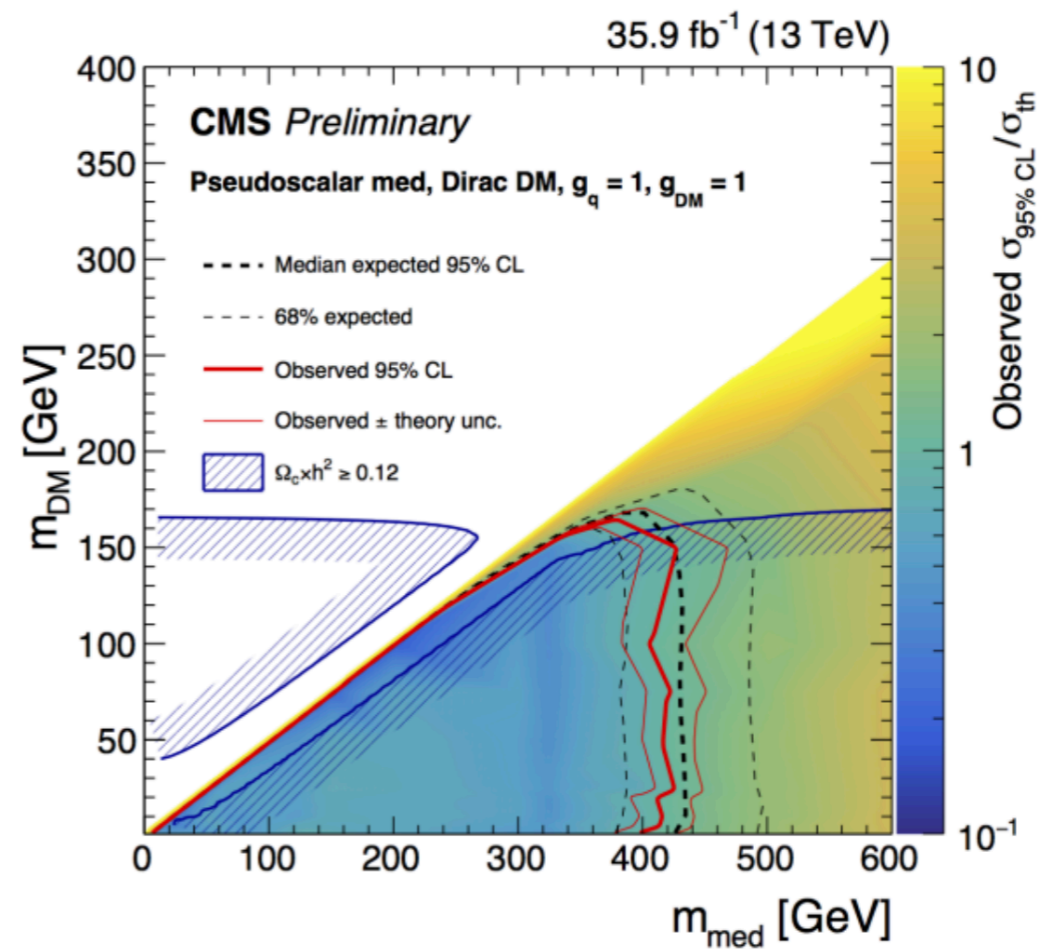 35.9 fb⁻¹ (13 TeV)
CMS Preliminary
Pseudoscalar med, Dirac DM, g_q = 1, g_DM = 1
Median expected 95% CL
68% expected
Observed 95% CL
Observed ± theory unc.
Ω_c×h² ≥ 0.12
m_DM [GeV]
400
350
300
250
200
150
100
50
0 100 200 300 400 500 600
m_med [GeV]
10
1
10⁻¹
Observed σ_95% CL/σ_th